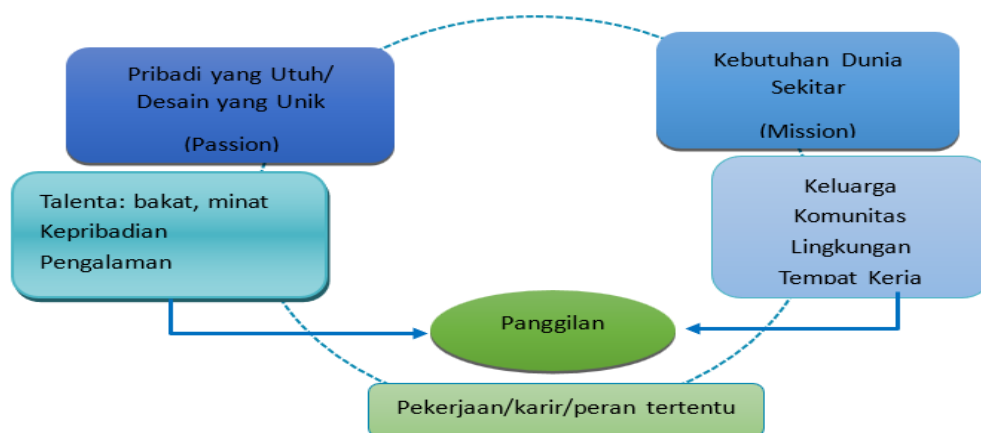 Pribadi yang Utuh/
Desain yang Unik
(Passion)
Talenta: bakat, minat
Kepribadian
Pengalaman
Kebutuhan Dunia
Sekitar
(Mission)
Keluarga
Komunitas
Lingkungan
Tempat Kerja
Panggilan
Pekerjaan/karir/peran tertentu